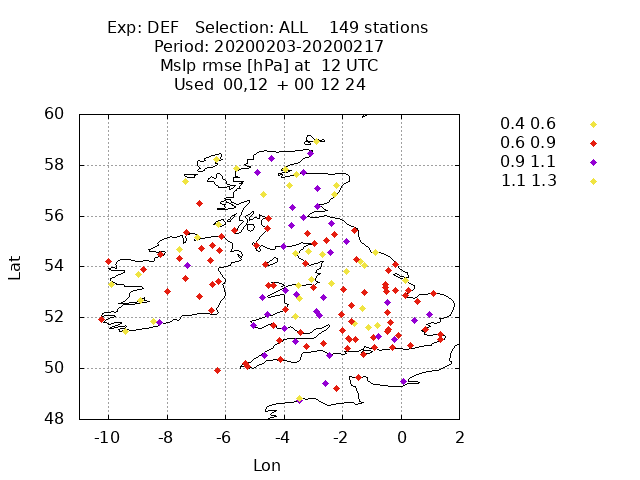 Exp: DEF Selection: ALL 149 stations
Period: 20200203-20200217
Mslp rmse [hPa] at 12 UTC
Used 00,12 + 00 12 24
0.4 0.6
0.6 0.9
0.9 1.1
1.1 1.3
Lat
60
58
56
54
52
50
48
-10 -8 -6 -4 -2 0 2
Lon